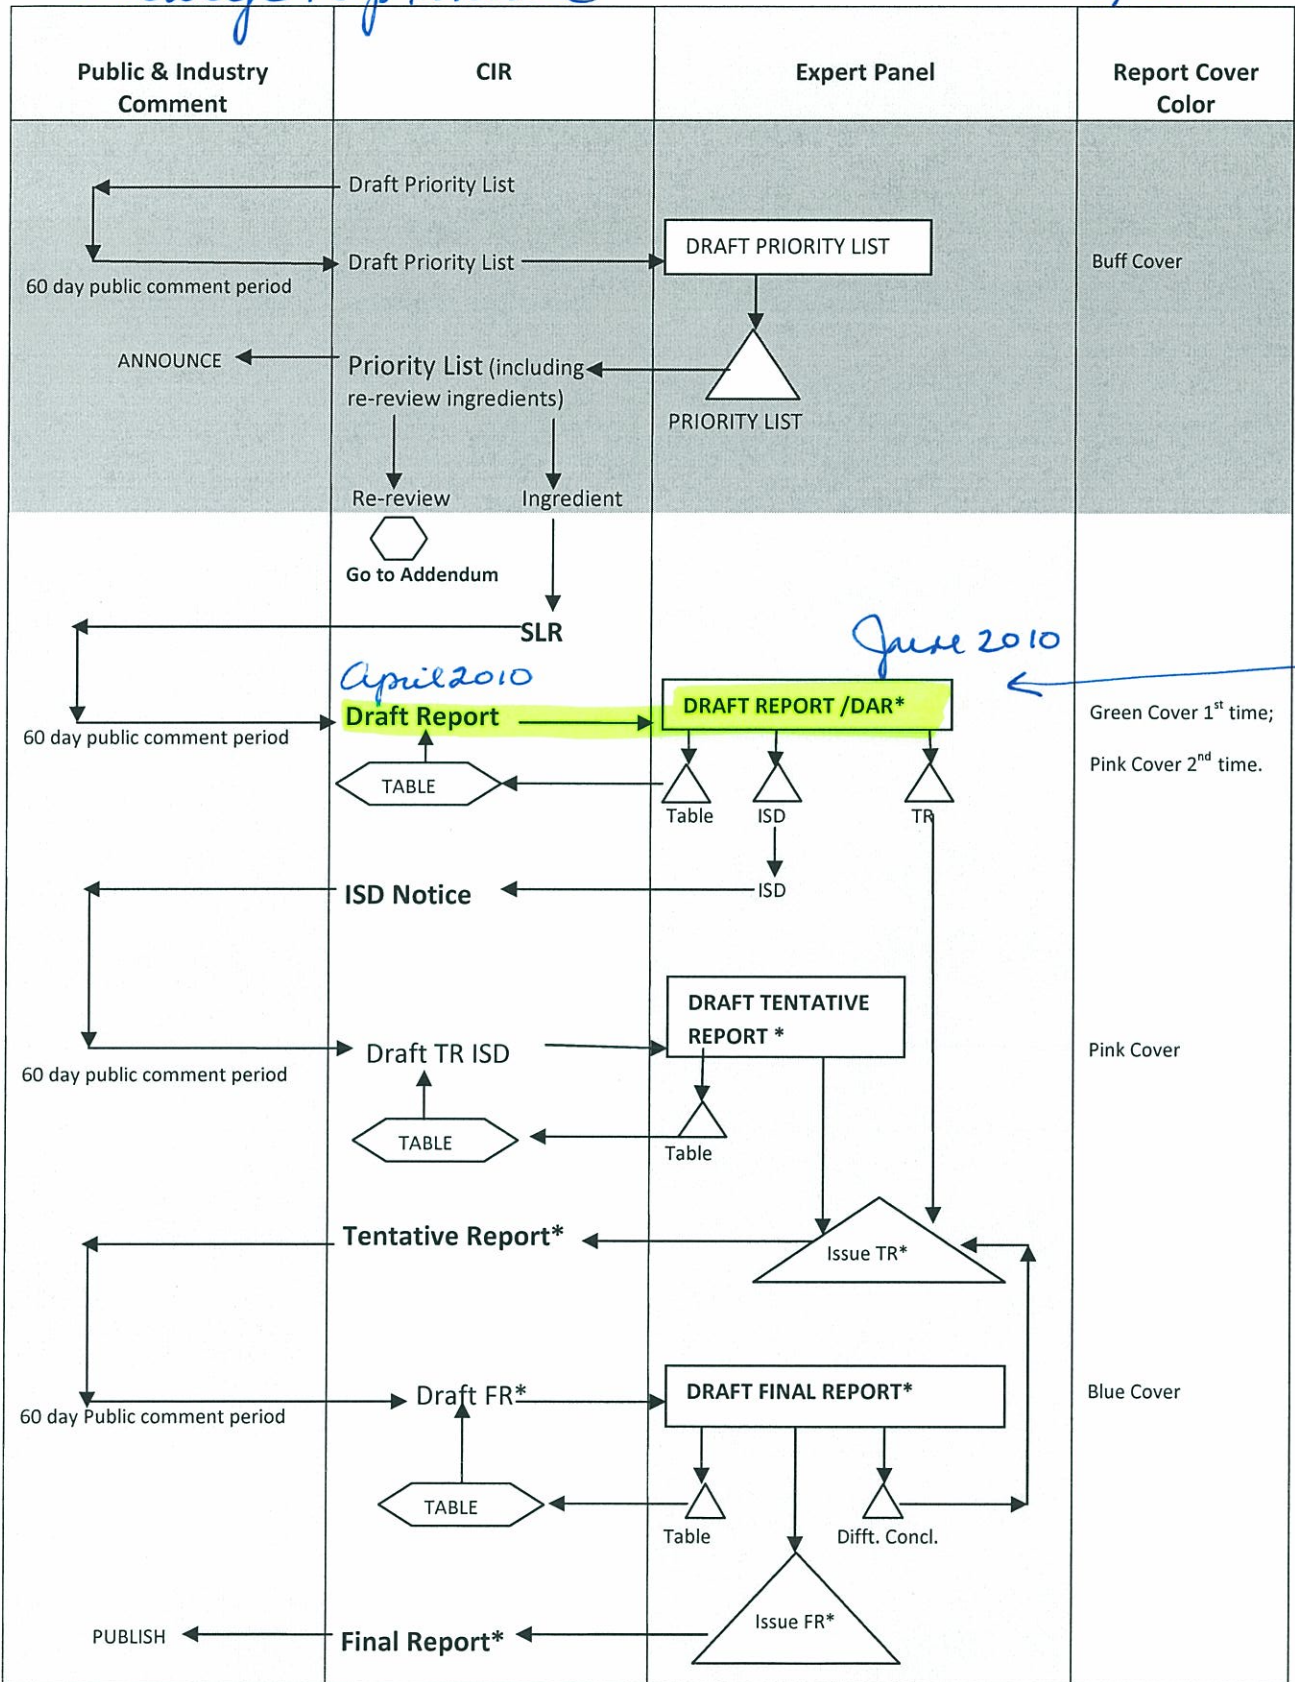 Public & Industry
Comment
CIR
Expert Panel
Report Cover
Color
Draft Priority List
DRAFT PRIORITY LIST
Draft Priority List
Buff Cover
60 day public comment period
ANNOUNCE
Priority List (including
re-review ingredients)
PRIORITY LIST
Re-review
Ingredient
Go to Addendum
SLR
June 2010
April 2010
Draft Report
DRAFT REPORT /DAR*
Green Cover 1st time;
60 day public comment period
Pink Cover 2nd time.
TABLE
Table
ISD
TR
ISD Notice
ISD
DRAFT TENTATIVE
REPORT *
Draft TR ISD
Pink Cover
60 day public comment period
TABLE
Table
Tentative Report*
Issue TR*
Draft FR*
DRAFT FINAL REPORT*
Blue Cover
60 day Public comment period
TABLE
Table
Difft. Concl.
Issue FR*
PUBLISH
Final Report*